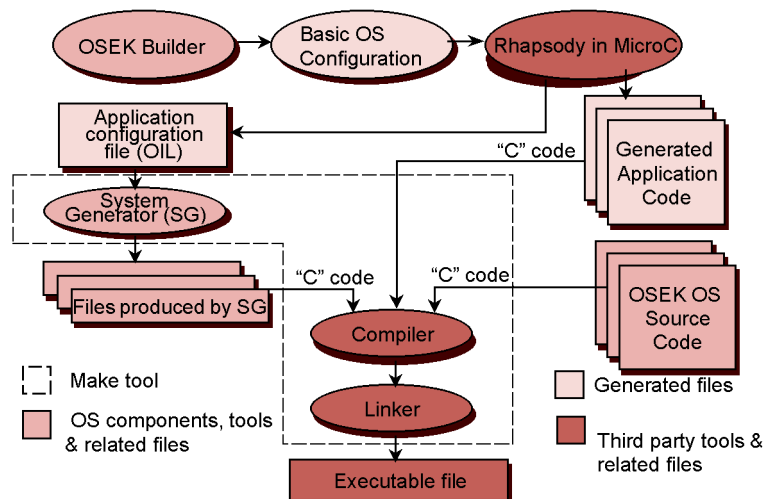 OSEK Builder
Basic OS
Configuration
Rhapsody in MicroC
Application
configuration
file (OIL)
"C" code
Generated
Application
Code
System
Generator (SG)
"C" code
"C" code
Files produced by SG
OSEK OS
Source
Code
Compiler
Make tool
Generated files
OS components, tools
& related files
Linker
Third party tools &
related files
Executable file